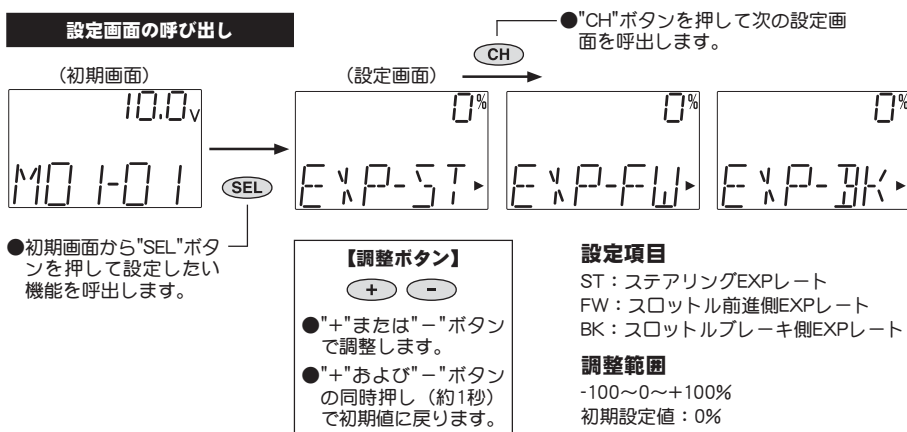 設定画面の呼び出し
●"CH"ボタンを押して次の設定画
面を呼出します。
CH
（初期画面）
（設定画面）
10.0V
M01-01
SEL
0%
EXP-ST
0%
EXP-FW
0%
EXP-BK
●初期画面から"SEL"ボタ
ンを押して設定したい
機能を呼出します。
【調整ボタン】
+ −
●"+"または"−"ボタン
で調整します。
●"+"および"−"ボタン
の同時押し（約1秒）
で初期値に戻ります。
設定項目
ST：ステアリングEXPレート
FW：スロットル前進側EXPレート
BK：スロットルブレーキ側EXPレート
調整範囲
-100〜0〜+100%
初期設定値：0%